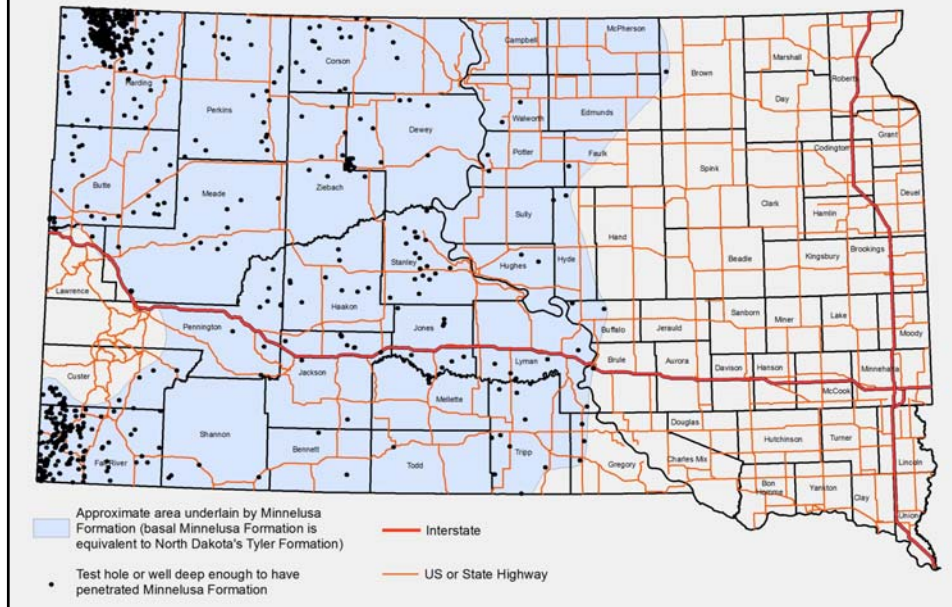 McPherson
Campbell
Marshall
Corson
Brown
Roberts
Harding
Day
Perkins
Walworth
Edmunds
Dewey
Grant
Potter
Faulk
Codington
Spink
Butte
Meade
Ziebach
Deuel
Clark
Hamlin
Sully
Hand
Brookings
Stanley
Hughes
Hyde
Beadle
Kingsbury
Lawrence
Haakon
Sanborn
Miner
Lake
Pennington
Jones
Buffalo
Jerauld
Moody
Lyman
Brule
Aurora
Davison
Hanson
Minnehaha
Custer
Jackson
McCook
Mellette
Douglas
Shannon
Hutchinson
Turner
Bennett
Tripp
Fall River
Todd
Gregory
Charles Mix
Lincoln
Bon
Homme
Yankton
Clay
Union
Approximate area underlain by Minnelusa
Formation (basal Minnelusa Formation is
equivalent to North Dakota's Tyler Formation)
Interstate
Test hole or well deep enough to have
penetrated Minnelusa Formation
US or State Highway